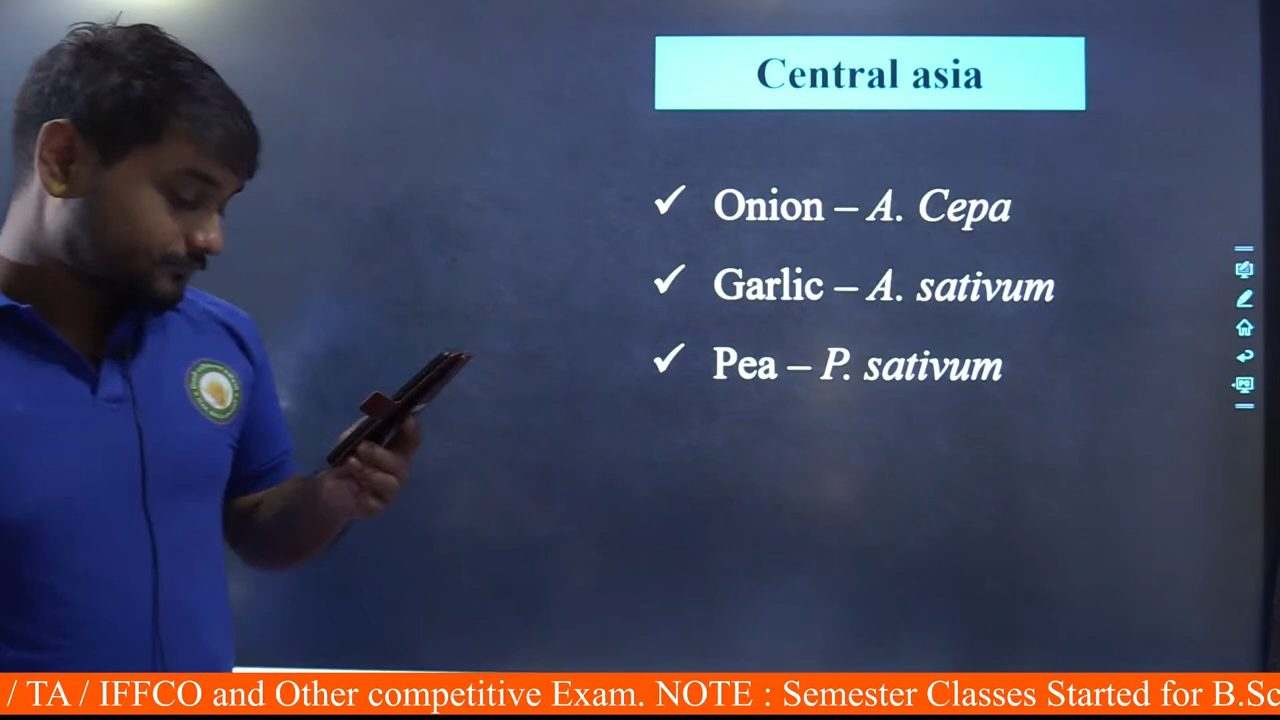 Central asia
✓ Onion – A. Cepa
✓ Garlic – A. sativum
✓ Pea – P. sativum
/ TA / IFFCO and Other competitive Exam. NOTE : Semester Classes Started for B.Sc